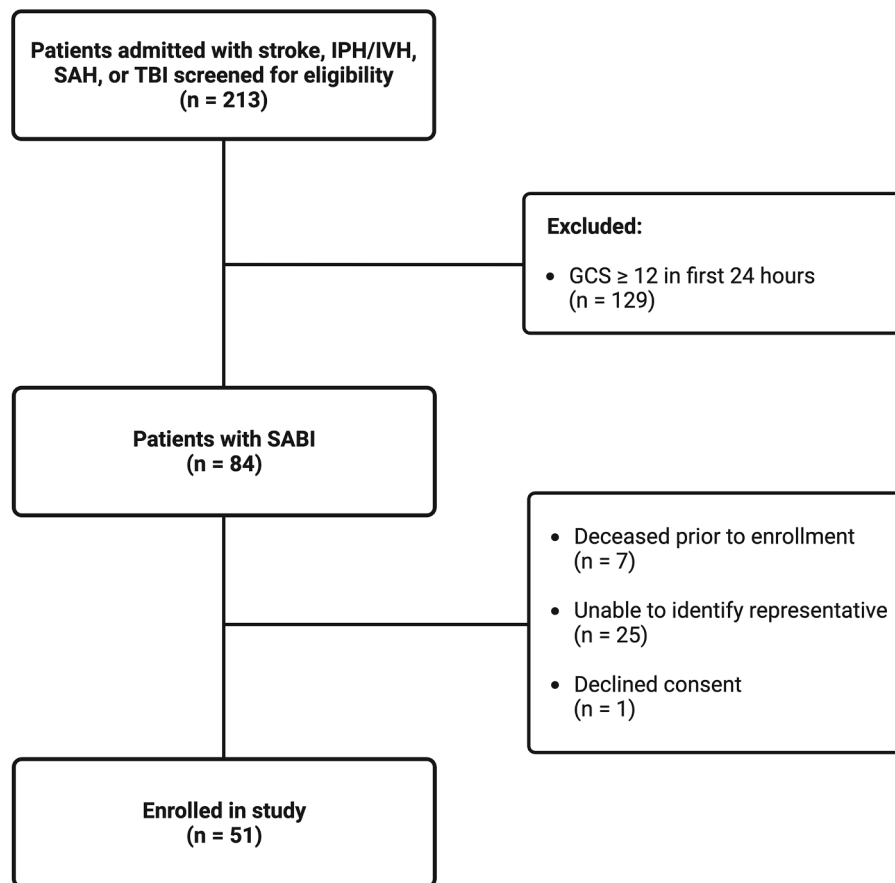 Patients admitted with stroke, IPH/IVH,
SAH, or TBI screened for eligibility
(n = 213)
Excluded:
• GCS ≥ 12 in first 24 hours
(n = 129)
Patients with SABI
(n = 84)
• Deceased prior to enrollment
(n = 7)
• Unable to identify representative
(n = 25)
• Declined consent
(n = 1)
Enrolled in study
(n = 51)